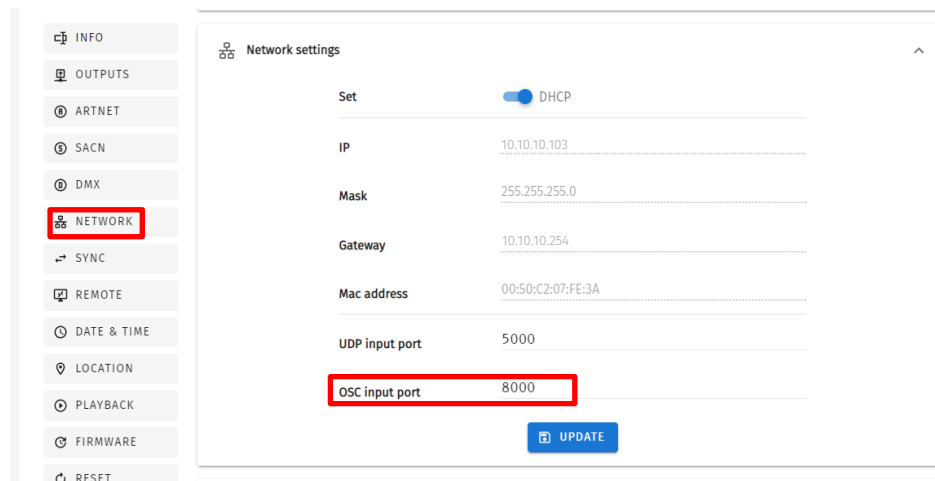 INFO
OUTPUTS
ARTNET
SACN
DMX
NETWORK
SYNC
REMOTE
DATE & TIME
LOCATION
PLAYBACK
FIRMWARE
RESET
Network settings
Set DHCP
IP 10.10.10.103
Mask 255.255.255.0
Gateway 10.10.10.254
Mac address 00:50:C2:07:FE:3A
UDP input port 5000
OSC input port 8000
UPDATE